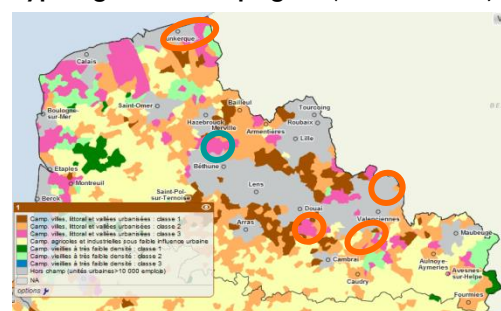 Dunkerque
Calais
Saint-Omer
Boulogne-
sur-Mer
Bailleul
Tourcoing
Roubaix
Hazebrouck
Merville
Armentières
Lille
Etaples
Montreuil
Béthune
Berck
Saint-Pol-
sur-Ternoise
Lens
Douai
Valenciennes
Arras
Maubeuge
Cambrai
Aulnoye-
Aymeries
Avesnes-
sur-Helpe
Caudry
Fourmies
1
Camp. villes, littoral et vallées urbanisées : classe 1
Camp. villes, littoral et vallées urbanisées : classe 2
Camp. villes, littoral et vallées urbanisées : classe 3
Camp. agricoles et industrielles sous faible influence urbaine
Camp vieillies à très faible densité : classe 1
Camp. vieillies à très faible densité : classe 2
Camp. vieillies à très faible densité : classe 3
Hors champ (unités urbaines>10 000 emplois)
NA
options